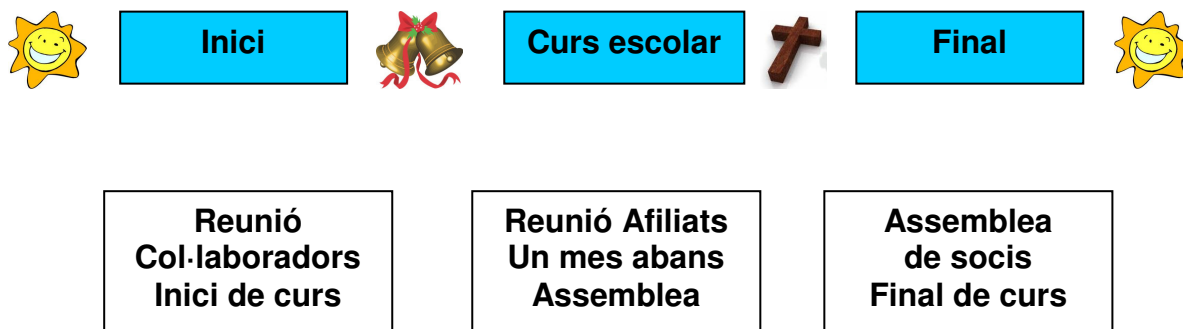 Inici
Curs escolar
Final
Reunió
Col·laboradors
Inici de curs
Reunió Afiliats
Un mes abans
Assemblea
Assemblea
de socis
Final de curs